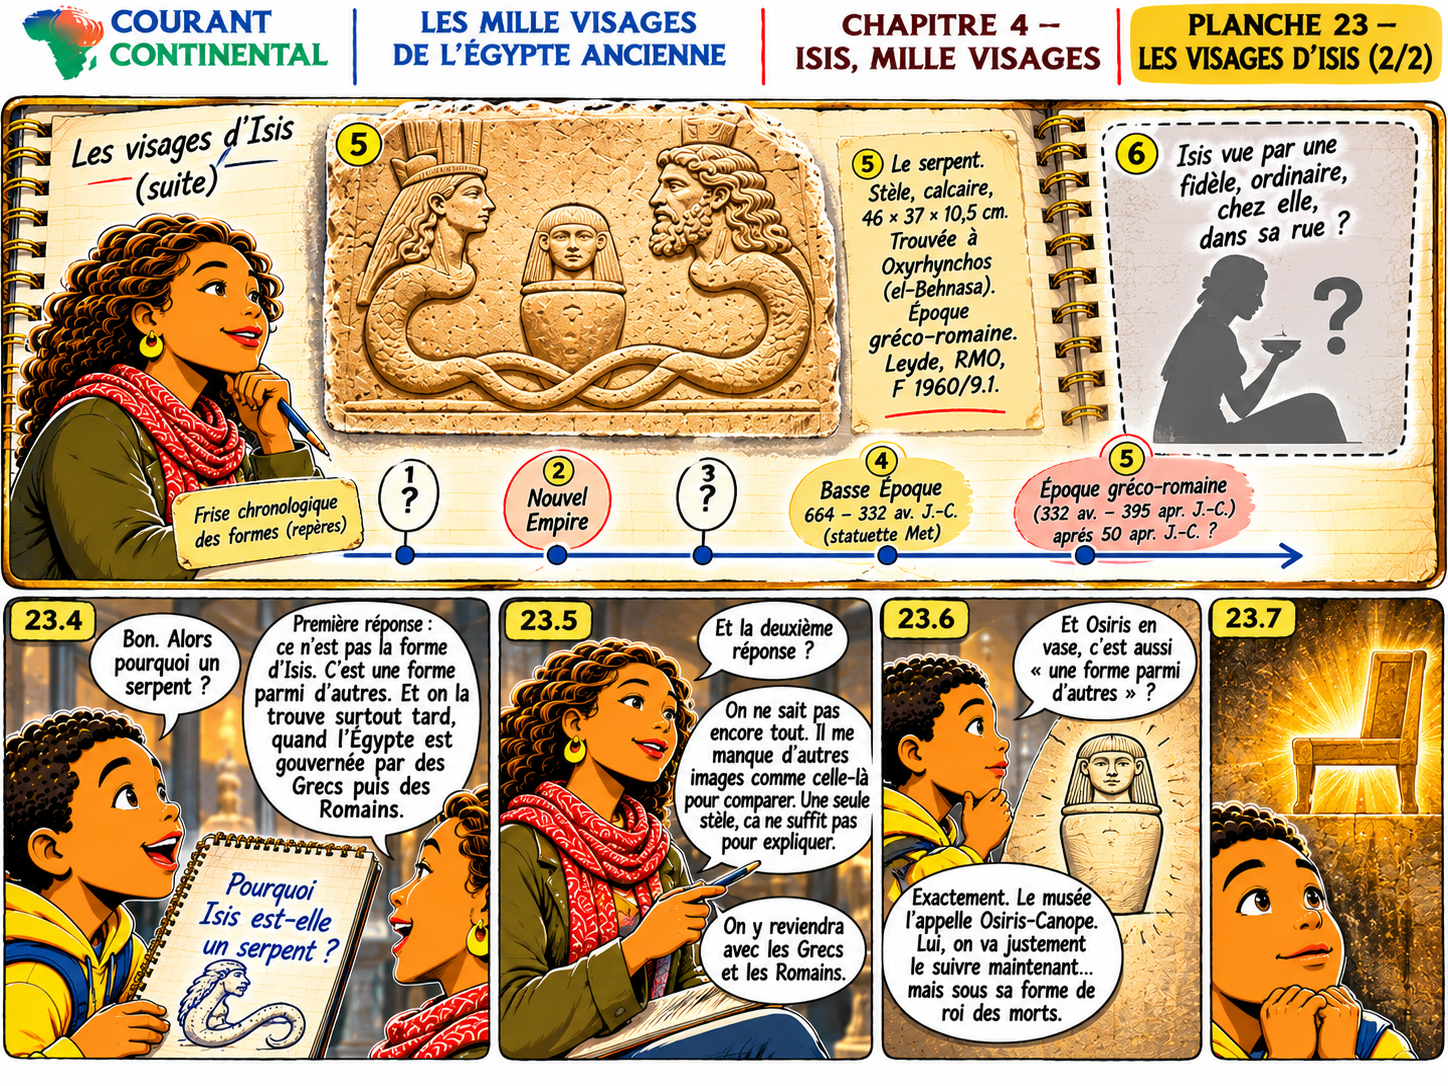 COURANT
CONTINENTAL
LES MILLE VISAGES
DE L'ÉGYPTE ANCIENNE
CHAPITRE 4 –
ISIS, MILLE VISAGES
PLANCHE 23 –
LES VISAGES D'ISIS (2/2)
Les visages d'Isis
(suite)
5
5 Le serpent.
Stèle, calcaire,
46 × 37 × 10,5 cm.
Trouvée à
Oxyrhynchos
(el-Behnasa).
Époque
gréco-romaine.
Leyde, RMO,
F 1960/9.1.
6
Isis vue par une
fidèle, ordinaire,
chez elle,
dans sa rue ?
?
Frise chronologique
des formes (repères)
1
?
2
Nouvel
Empire
3
?
4
Basse Époque
664 – 332 av. J.-C.
(statuette Met)
5
Époque gréco-romaine
(332 av. – 395 apr. J.-C.)
aprés 50 apr. J.-C. ?
23.4
Bon. Alors
pourquoi un
serpent ?
Première réponse :
ce n'est pas la forme
d'Isis. C'est une forme
parmi d'autres. Et on la
trouve surtout tard,
quand l'Égypte est
gouvernée par des
Grecs puis des
Romains.
Pourquoi
Isis est-elle
un serpent ?
23.5
Et la deuxième
réponse ?
On ne sait pas
encore tout. Il me
manque d'autres
images comme celle-là
pour comparer. Une seule
stèle, ca ne suffit pas
pour expliquer.
On y reviendra
avec les Grecs
et les Romains.
23.6
Et Osiris en
vase, c'est aussi
« une forme parmi
d'autres » ?
Exactement. Le musée
l'appelle Osiris-Canope.
Lui, on va justement
le suivre maintenant...
mais sous sa forme de
roi des morts.
23.7